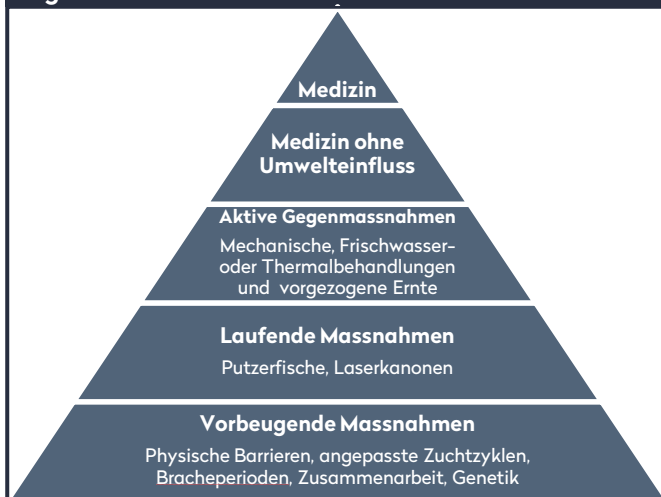 Medizin
Medizin ohne
Umwelteinfluss
Aktive Gegenmassnahmen
Mechanische, Frischwasser-
oder Thermalbehandlungen
und vorgezogene Ernte
Laufende Massnahmen
Putzerfische, Laserkanonen
Vorbeugende Massnahmen
Physische Barrieren, angepasste Zuchtzyklen,
Bracheperioden, Zusammenarbeit, Genetik